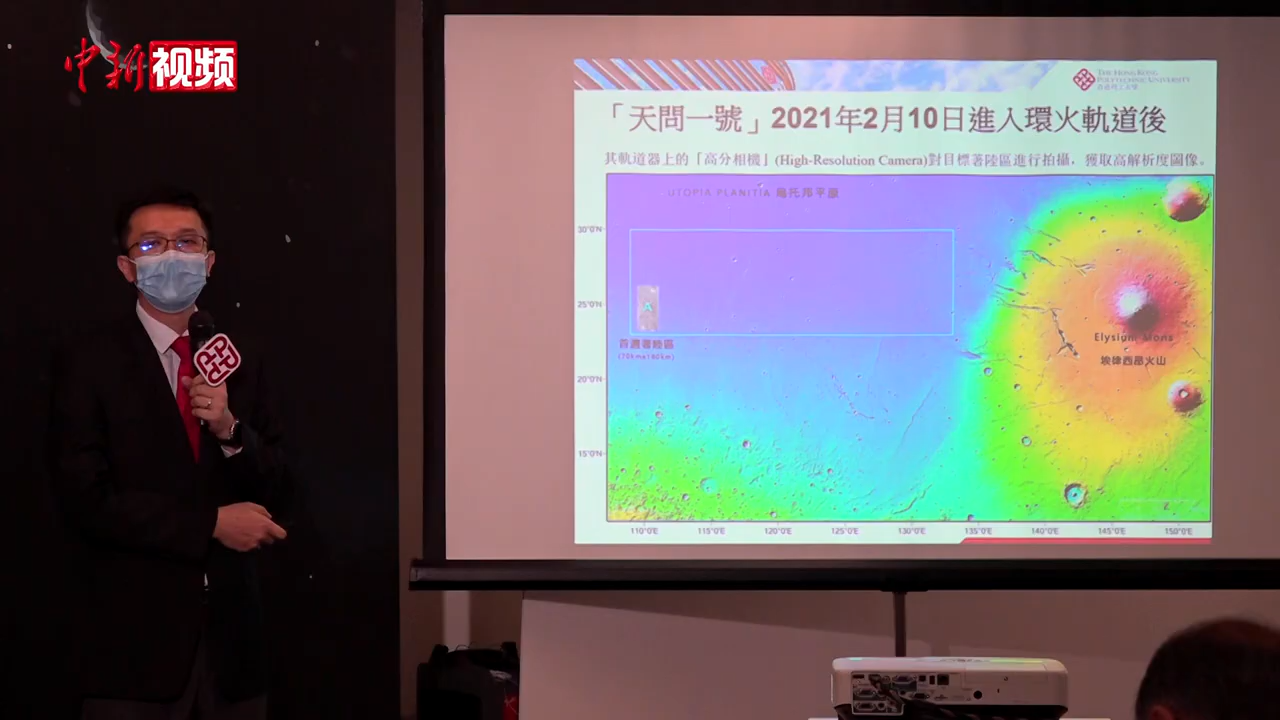 中新视频
THE HONG KONG
POLYTECHNIC UNIVERSITY
香港理工大學
「天問一號」2021年2月10日進入環火軌道後
其軌道器上的「高分相機」(High-Resolution Camera)對目標著陸區進行拍攝，獲取高解析度圖像。
UTOPIA PLANITIA 烏托邦平原
30°0'N
25°0'N
首選著陸區
Elysium Mons
埃律西昂火山
20°0'N
15°0'N
110°0'E 115°0'E 120°0'E 125°0'E 130°0'E 135°0'E 140°0'E 145°0'E 150°0'E